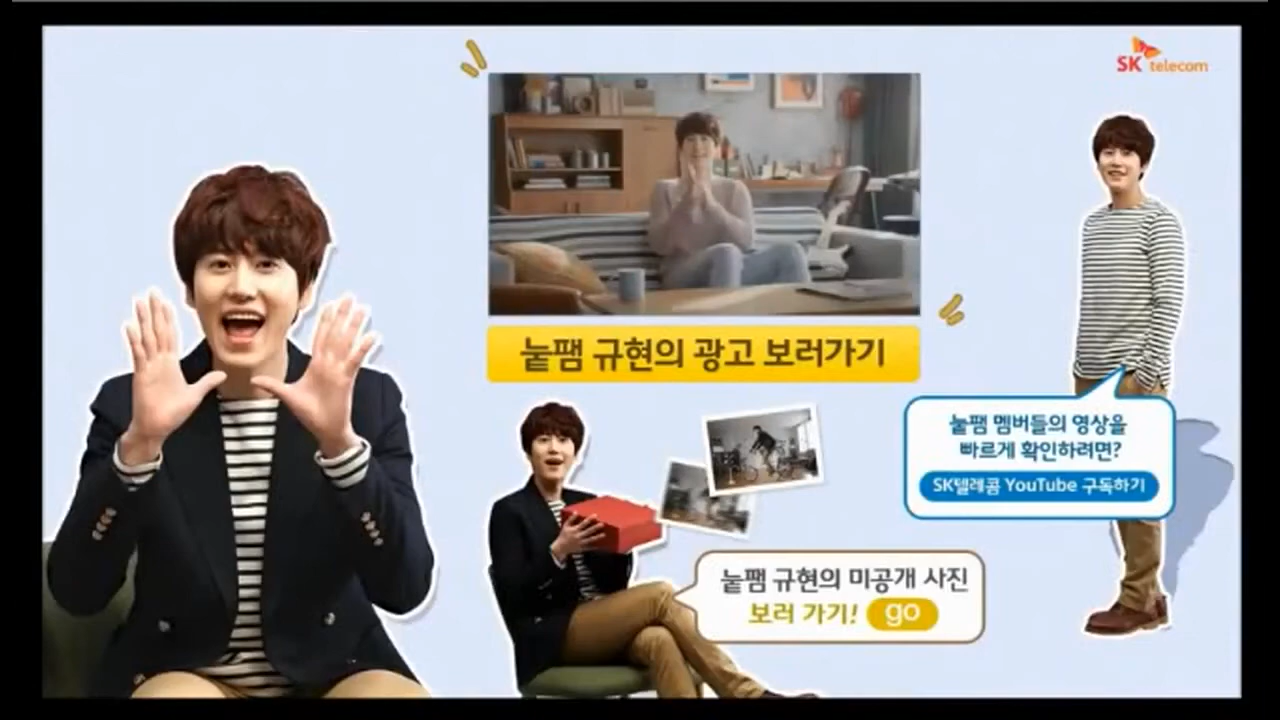 SK telecom
눝팸 규현의 광고 보러가기
눝팸 멤버들의 영상을
빠르게 확인하려면?
SK텔레콤 YouTube 구독하기
눝팸 규현의 미공개 사진
보러 가기! go